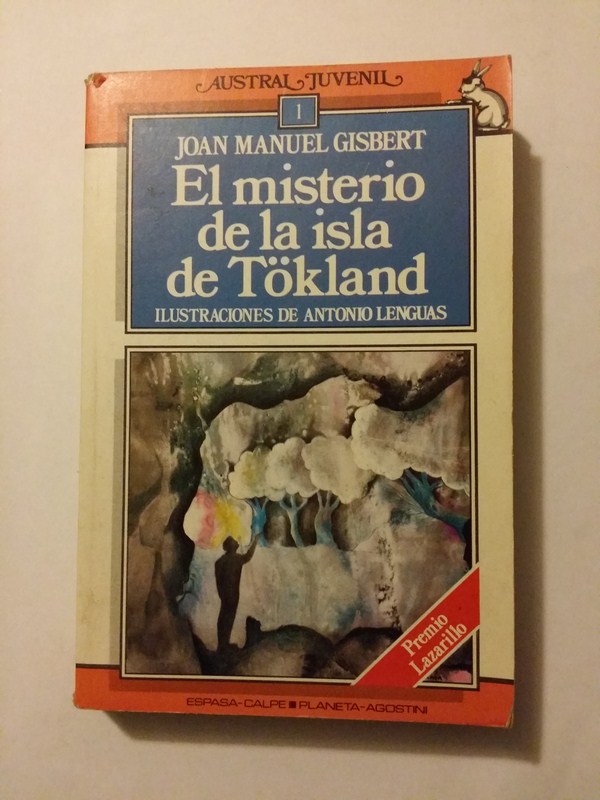 AUSTRAL JUVENIL
1
JOAN MANUEL GISBERT
El misterio
de la isla
de Tökland
ILUSTRACIONES DE ANTONIO LENGUAS
Premio
Lazarillo
ESPASA-CALPE ■ PLANETA-AGOSTINI